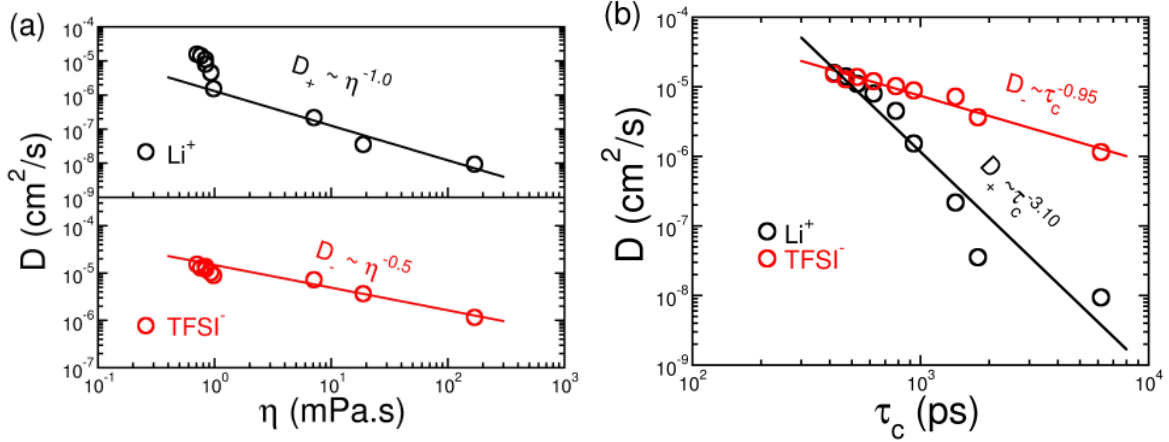 (a)
10^-4
10^-5
10^-6
10^-7
10^-8
10^-9
D_+ ~ η^-1.0
Li^+
10^-4
10^-5
10^-6
10^-7
D_- ~ η^-0.5
TFSI^-
D (cm^2/s)
10^-1 10^0 10^1 10^2 10^3
η (mPa.s)
(b)
10^-4
10^-5
10^-6
10^-7
10^-8
10^-9
D_- ~ τ_c^-0.95
D_+ ~ τ_c^-3.10
Li^+
TFSI^-
D (cm^2/s)
10^2 10^3 10^4
τ_c (ps)